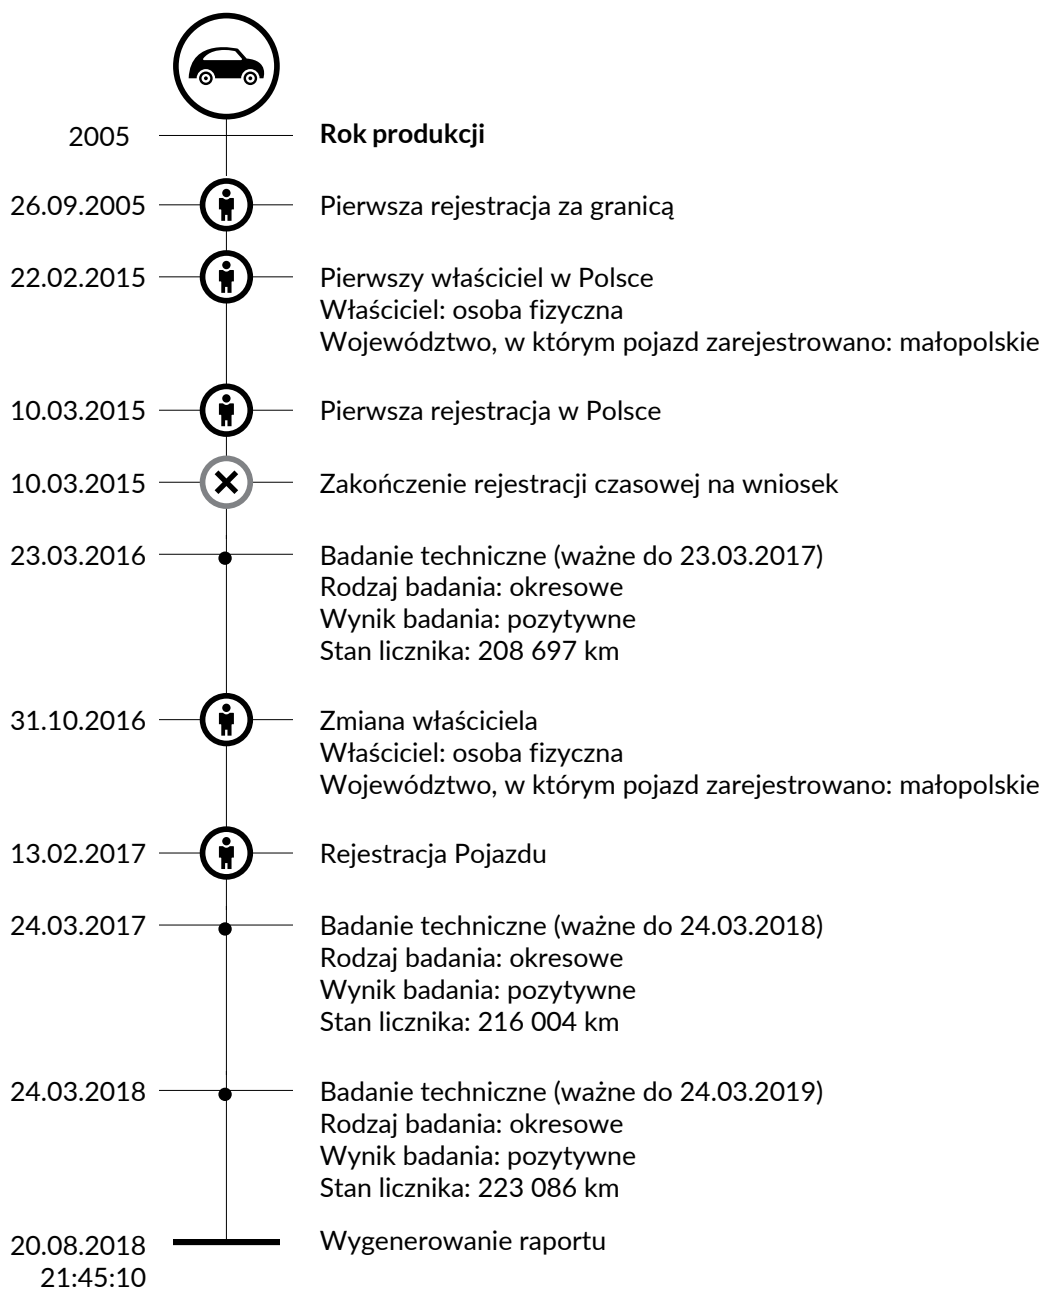 2005 Rok produkcji
26.09.2005 Pierwsza rejestracja za granicą
22.02.2015 Pierwszy właściciel w Polsce
Właściciel: osoba fizyczna
Województwo, w którym pojazd zarejestrowano: małopolskie
10.03.2015 Pierwsza rejestracja w Polsce
10.03.2015 Zakończenie rejestracji czasowej na wniosek
23.03.2016 Badanie techniczne (ważne do 23.03.2017)
Rodzaj badania: okresowe
Wynik badania: pozytywne
Stan licznika: 208 697 km
31.10.2016 Zmiana właściciela
Właściciel: osoba fizyczna
Województwo, w którym pojazd zarejestrowano: małopolskie
13.02.2017 Rejestracja Pojazdu
24.03.2017 Badanie techniczne (ważne do 24.03.2018)
Rodzaj badania: okresowe
Wynik badania: pozytywne
Stan licznika: 216 004 km
24.03.2018 Badanie techniczne (ważne do 24.03.2019)
Rodzaj badania: okresowe
Wynik badania: pozytywne
Stan licznika: 223 086 km
20.08.2018 Wygenerowanie raportu
21:45:10